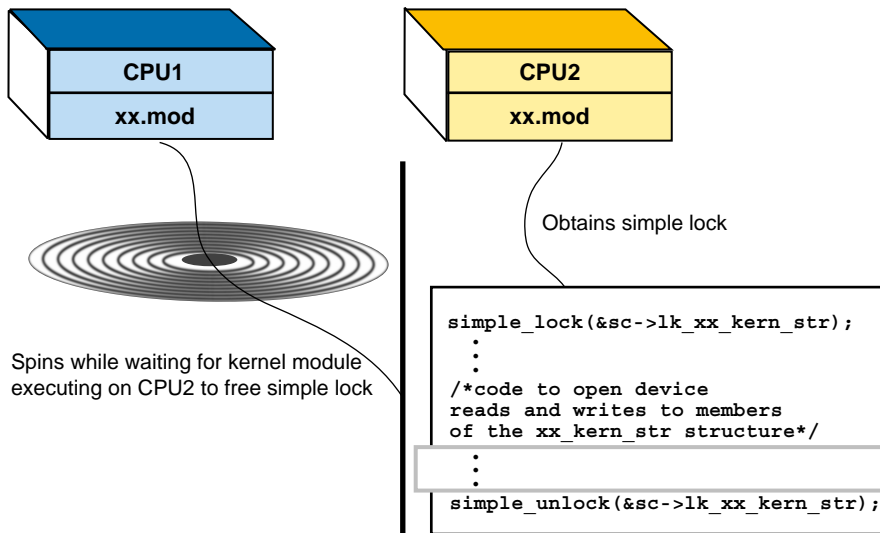 CPU1
xx.mod
CPU2
xx.mod
Obtains simple lock
Spins while waiting for kernel module
executing on CPU2 to free simple lock
simple_lock(&sc->lk_xx_kern_str);
.
.
.
/*code to open device
reads and writes to members
of the xx_kern_str structure*/
.
.
.
simple_unlock(&sc->lk_xx_kern_str);